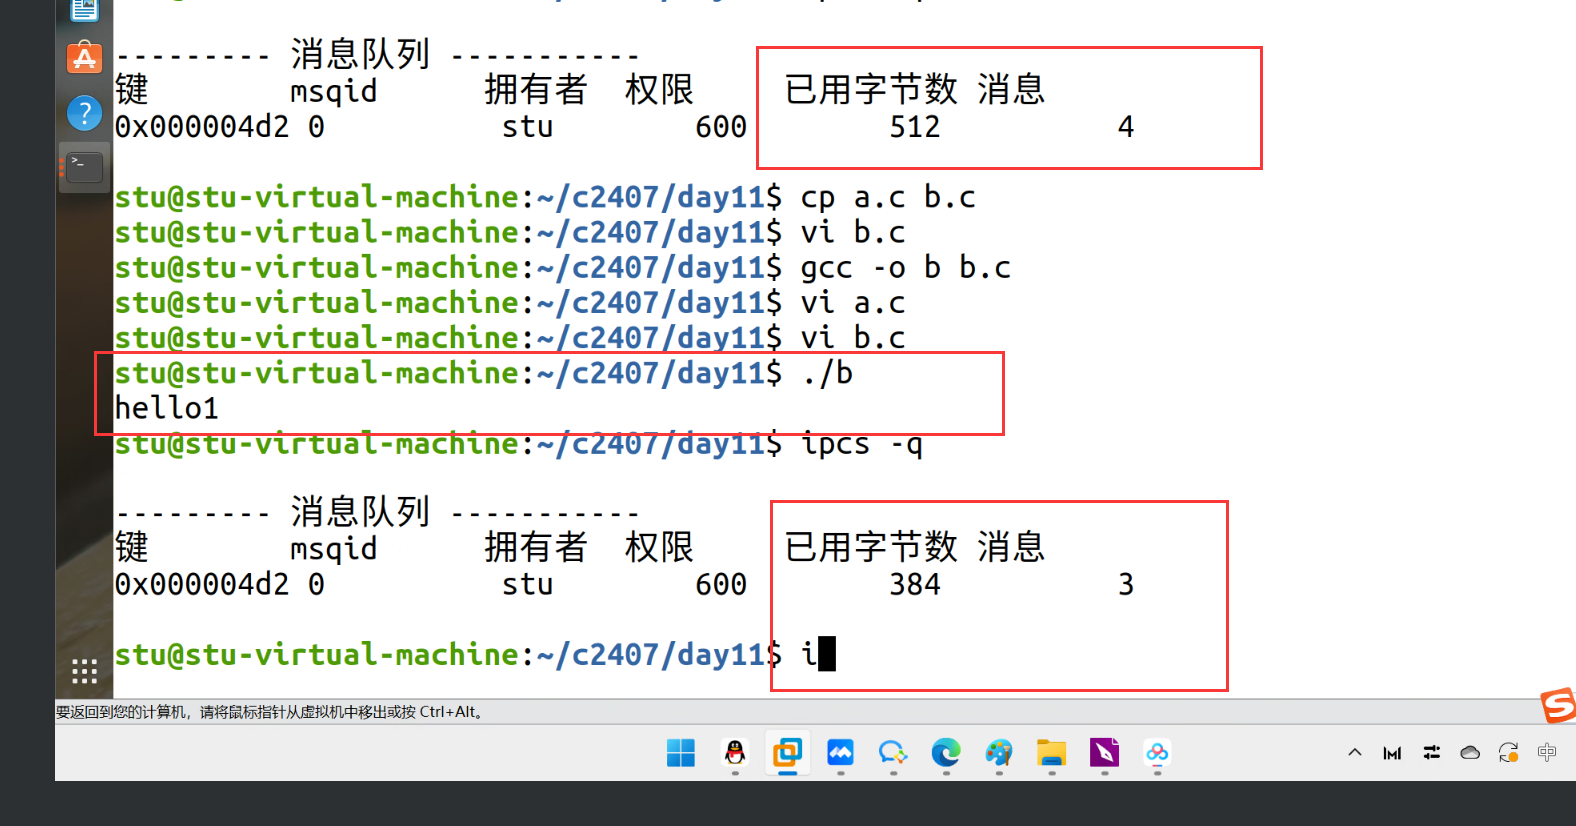 --------- 消息队列 -----------
键 msqid 拥有者 权限 已用字节数 消息
0x000004d2 0 stu 600 512 4
stu@stu-virtual-machine:~/c2407/day11$ cp a.c b.c
stu@stu-virtual-machine:~/c2407/day11$ vi b.c
stu@stu-virtual-machine:~/c2407/day11$ gcc -o b b.c
stu@stu-virtual-machine:~/c2407/day11$ vi a.c
stu@stu-virtual-machine:~/c2407/day11$ vi b.c
stu@stu-virtual-machine:~/c2407/day11$ ./b
hello1
stu@stu-virtual-machine:~/c2407/day11$ ipcs -q
--------- 消息队列 -----------
键 msqid 拥有者 权限 已用字节数 消息
0x000004d2 0 stu 600 384 3
stu@stu-virtual-machine:~/c2407/day11$ i
要返回到您的计算机，请将鼠标指针从虚拟机中移出或按 Ctrl+Alt。
中